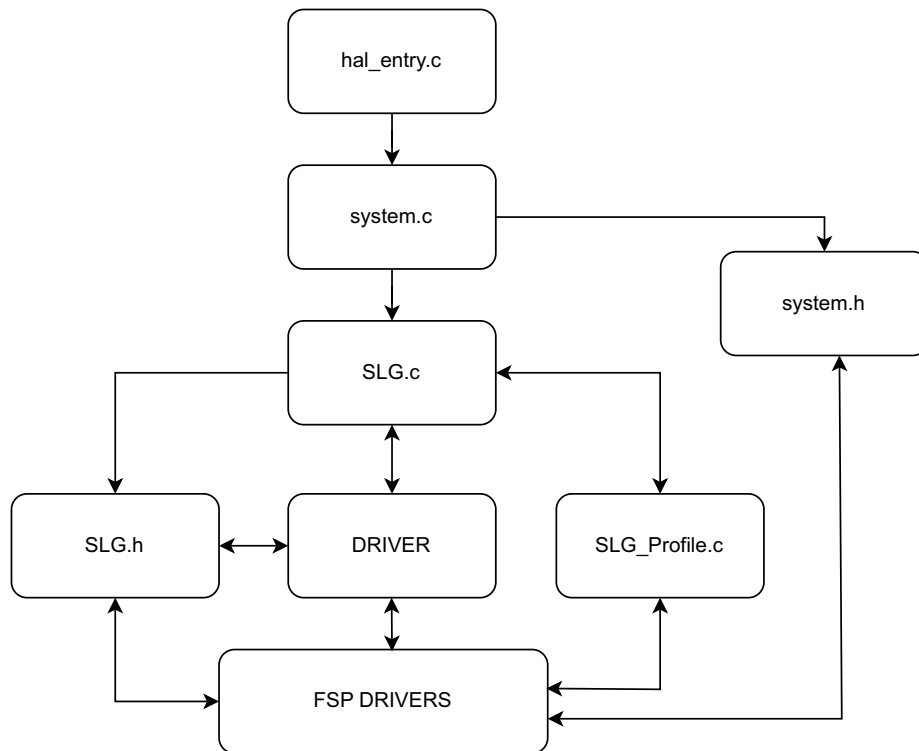 hal_entry.c
system.c
system.h
SLG.c
SLG.h
DRIVER
SLG_Profile.c
FSP DRIVERS